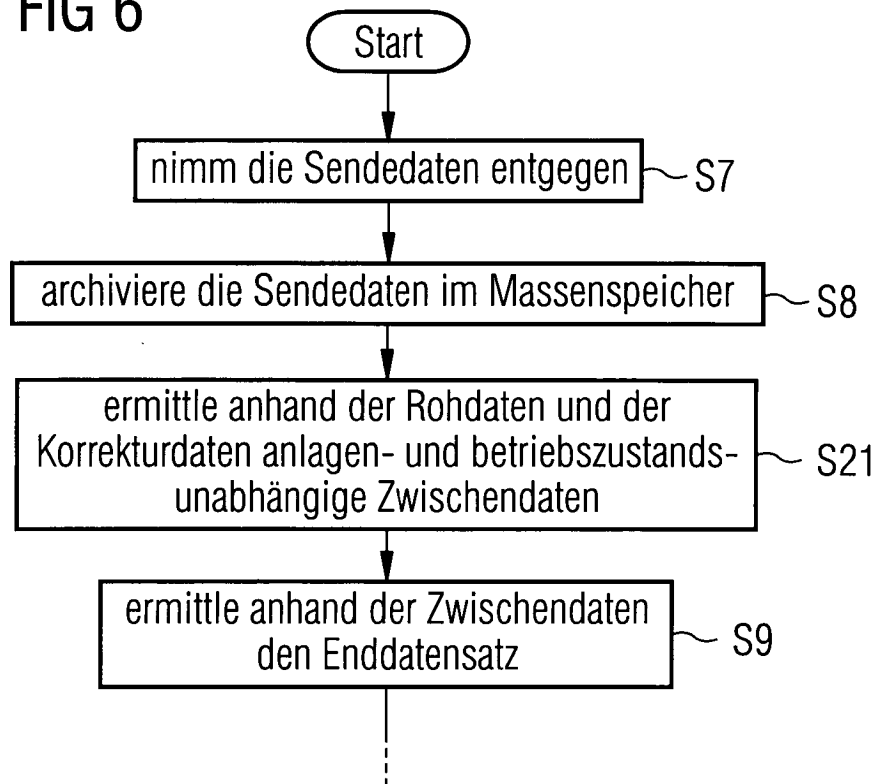 FIG 6
Start
nimm die Sendedaten entgegen
S7
archiviere die Sendedaten im Massenspeicher
S8
ermittle anhand der Rohdaten und der
Korrekturdaten anlagen- und betriebszustands-
unabhängige Zwischendaten
S21
ermittle anhand der Zwischendaten
den Enddatensatz
S9